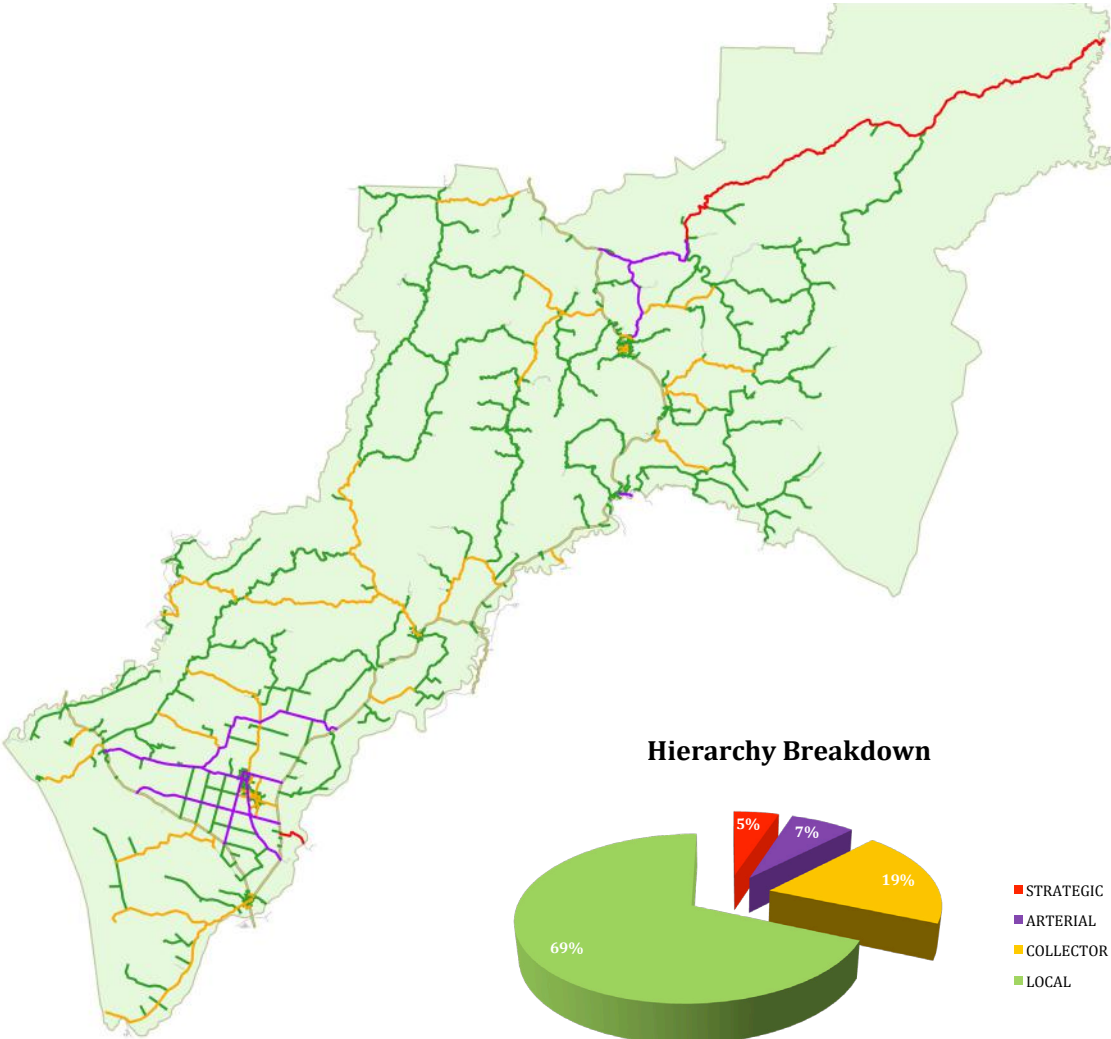 Hierarchy Breakdown
5%
7%
19%
69%
STRATEGIC
ARTERIAL
COLLECTOR
LOCAL